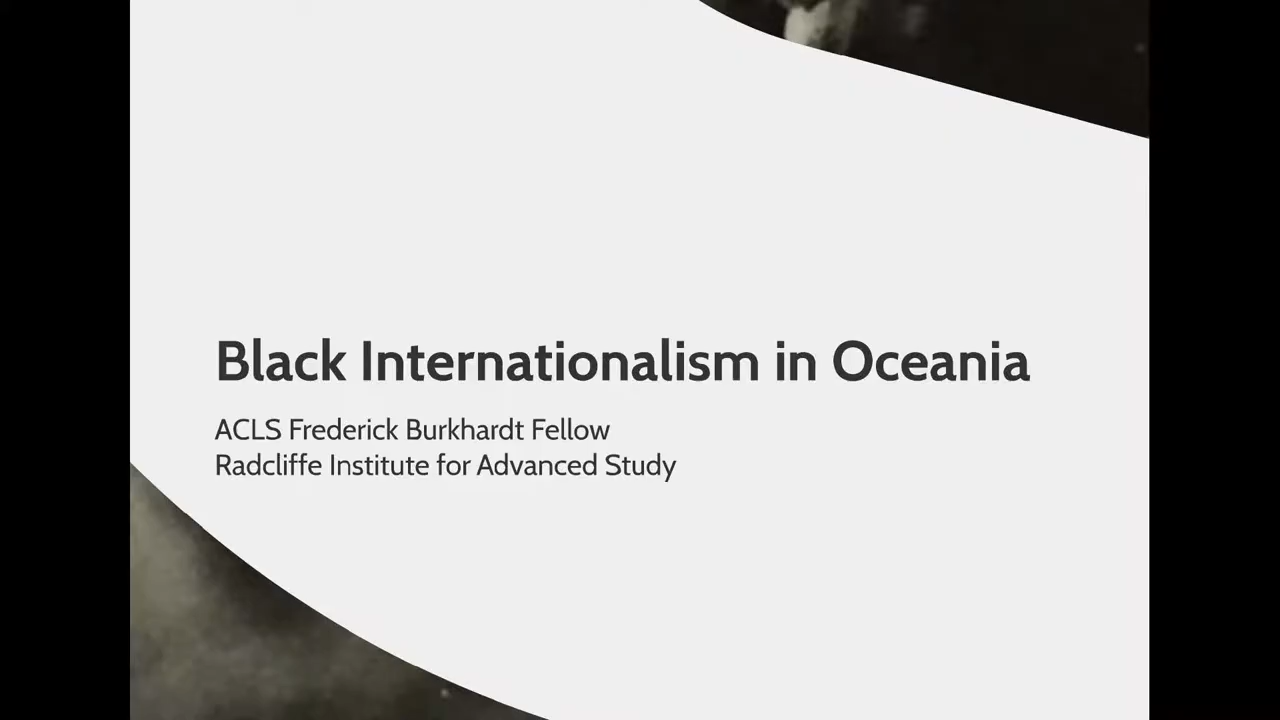 Black Internationalism in Oceania
ACLS Frederick Burkhardt Fellow
Radcliffe Institute for Advanced Study